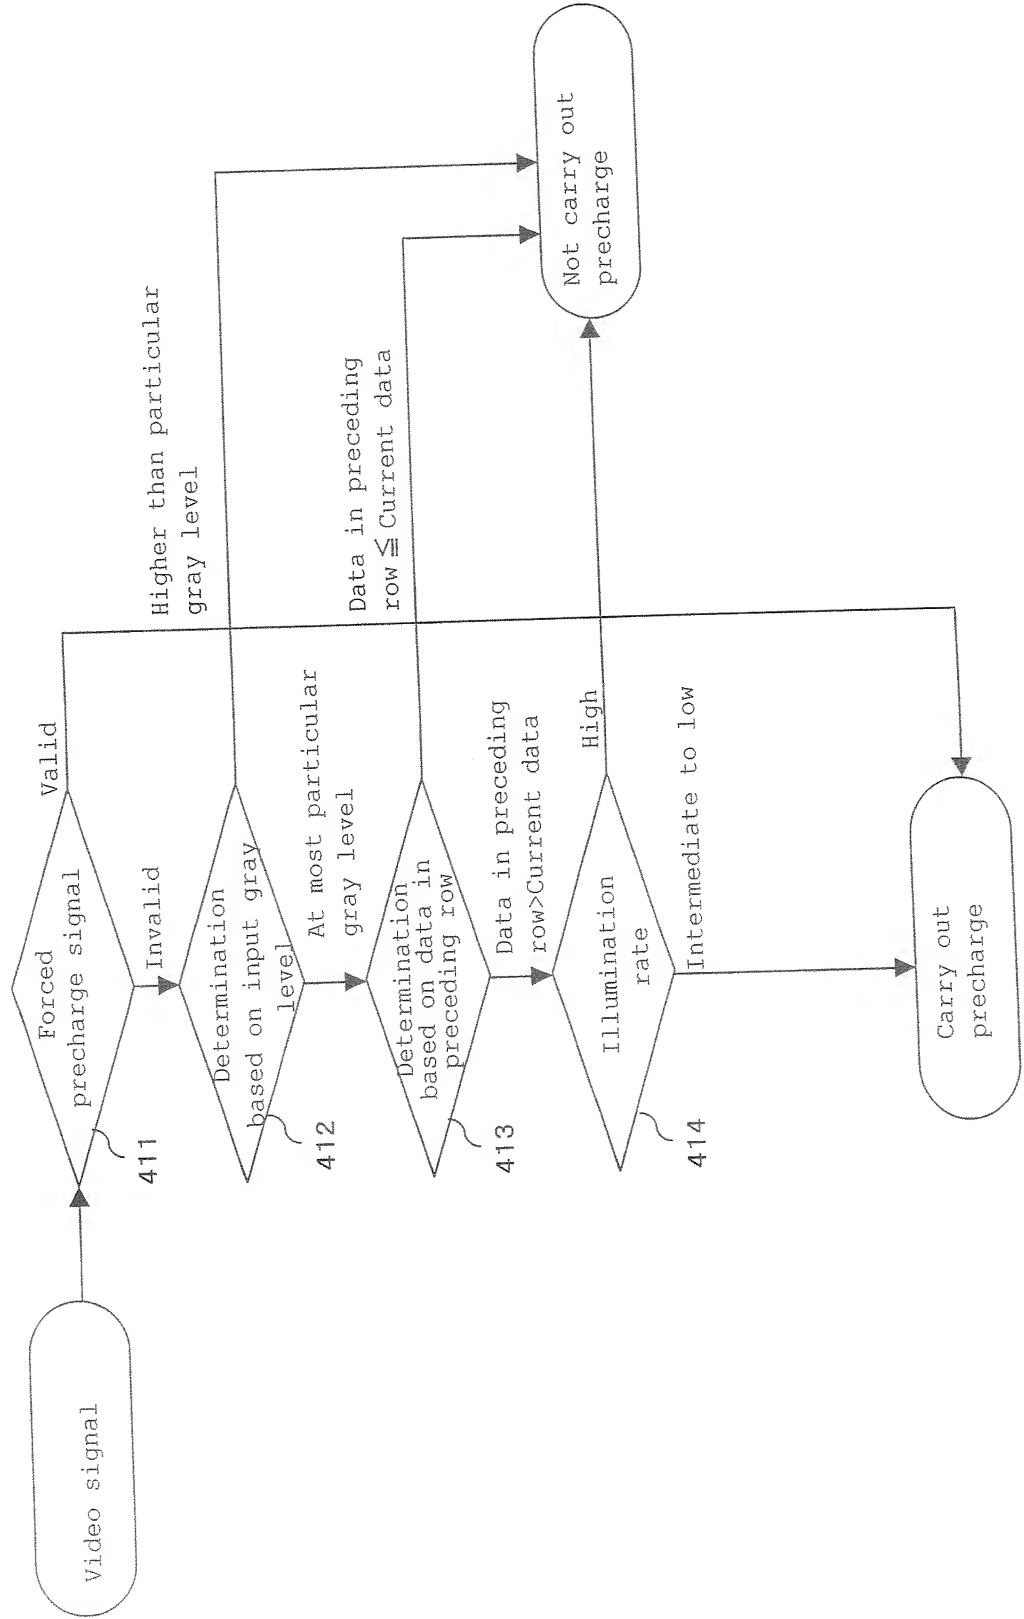 Video signal
Forced
precharge signal
411
Valid
Invalid
Determination
based on input gray
level
412
Higher than particular
gray level
At most particular
gray level
Determination
based on data in
preceding row
413
Data in preceding
row ≦ Current data
Data in preceding
row>Current data
Illumination
rate
414
High
Intermediate to low
Not carry out
precharge
Carry out
precharge